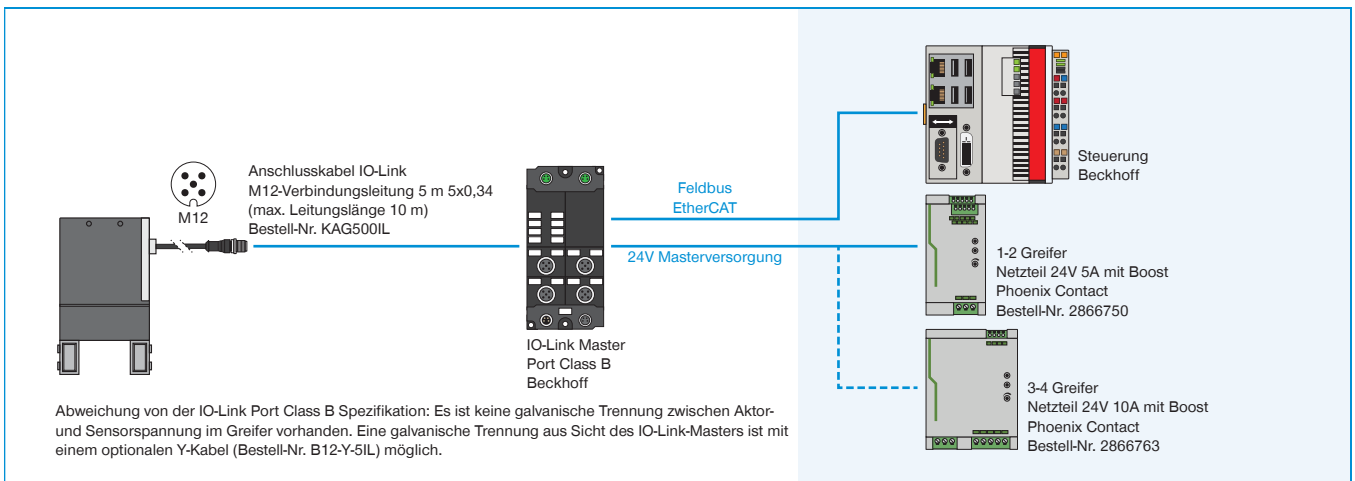 M12
Anschlusskabel IO-Link
M12-Verbindungsleitung 5 m 5x0,34
(max. Leitungslänge 10 m)
Bestell-Nr. KAG500IL
IO-Link Master
Port Class B
Beckhoff
Feldbus
EtherCAT
24V Masterversorgung
Steuerung
Beckhoff
1-2 Greifer
Netzteil 24V 5A mit Boost
Phoenix Contact
Bestell-Nr. 2866750
3-4 Greifer
Netzteil 24V 10A mit Boost
Phoenix Contact
Bestell-Nr. 2866763
Abweichung von der IO-Link Port Class B Spezifikation: Es ist keine galvanische Trennung zwischen Aktor-
und Sensorspannung im Greifer vorhanden. Eine galvanische Trennung aus Sicht des IO-Link-Masters ist mit
einem optionalen Y-Kabel (Bestell-Nr. B12-Y-5IL) möglich.